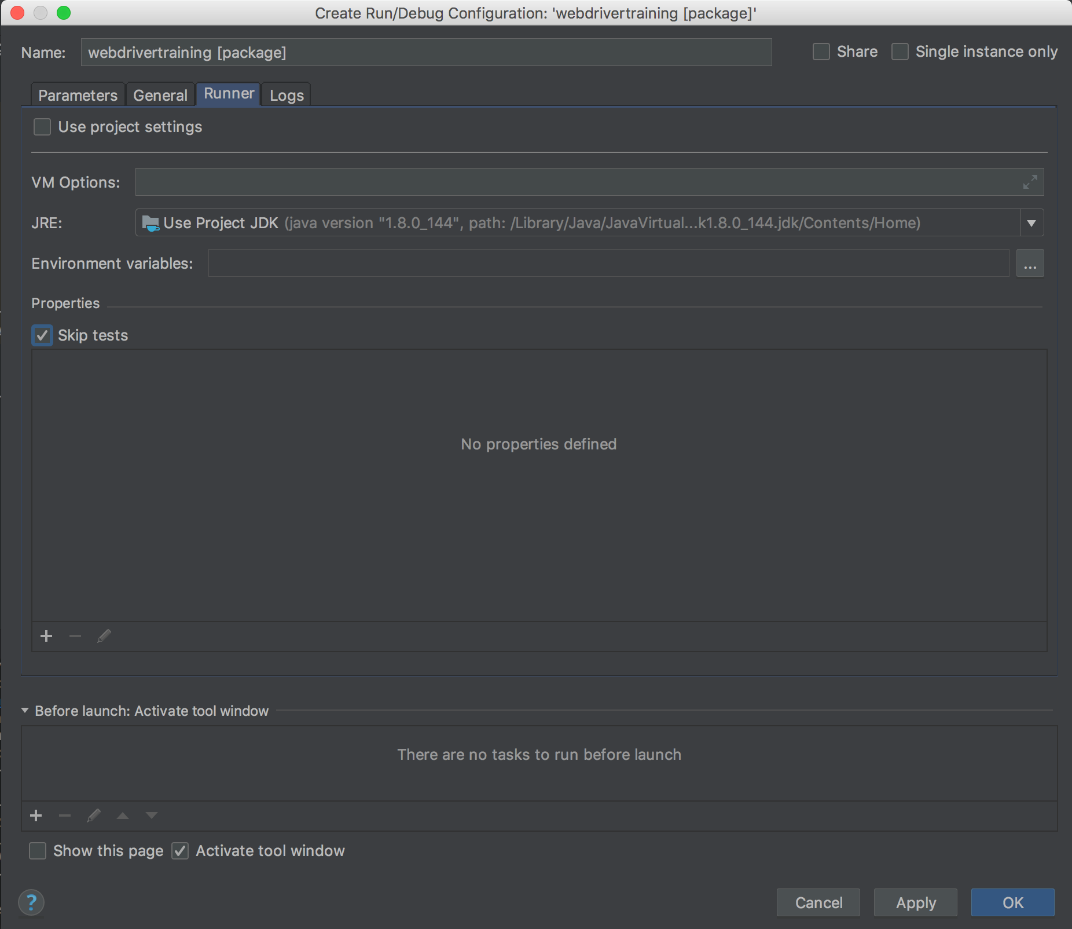 Create Run/Debug Configuration: 'webdrivertraining [package]'
Name: webdrivertraining [package] Share Single instance only
Parameters General Runner Logs
Use project settings
VM Options:
JRE: Use Project JDK (java version "1.8.0_144", path: /Library/Java/JavaVirtual...k1.8.0_144.jdk/Contents/Home)
Environment variables: ...
Properties
Skip tests
No properties defined
Before launch: Activate tool window
There are no tasks to run before launch
Show this page Activate tool window
? Cancel Apply OK